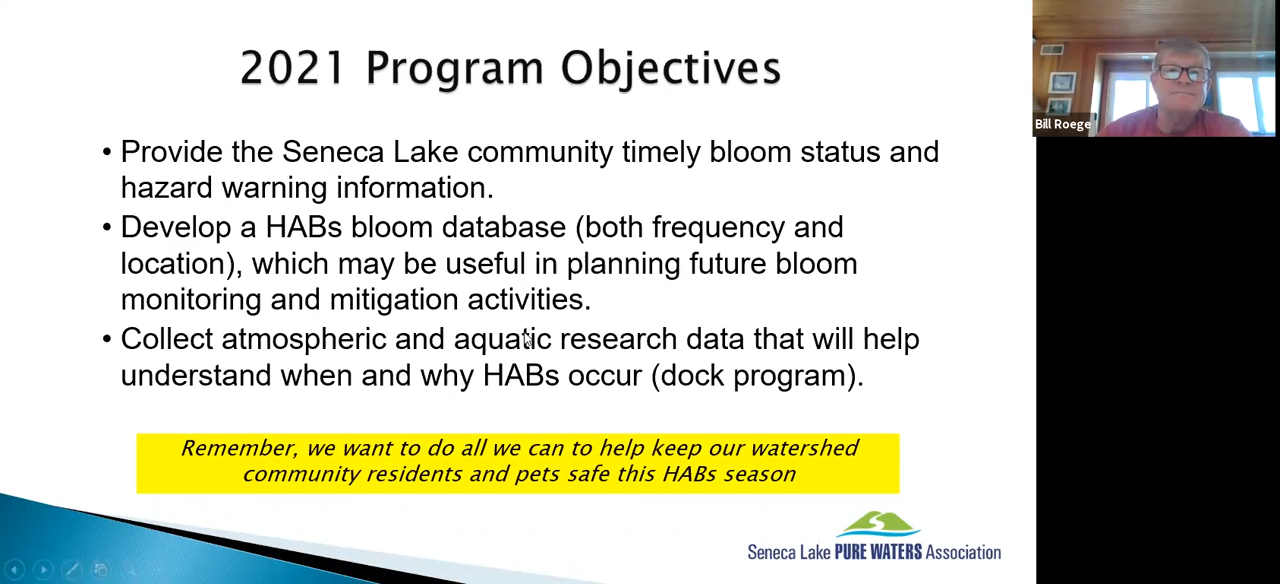 2021 Program Objectives
• Provide the Seneca Lake community timely bloom status and
hazard warning information.
• Develop a HABs bloom database (both frequency and
location), which may be useful in planning future bloom
monitoring and mitigation activities.
• Collect atmospheric and aquatic research data that will help
understand when and why HABs occur (dock program).
Remember, we want to do all we can to help keep our watershed
community residents and pets safe this HABs season
Seneca Lake PURE WATERS Association
Bill Roege